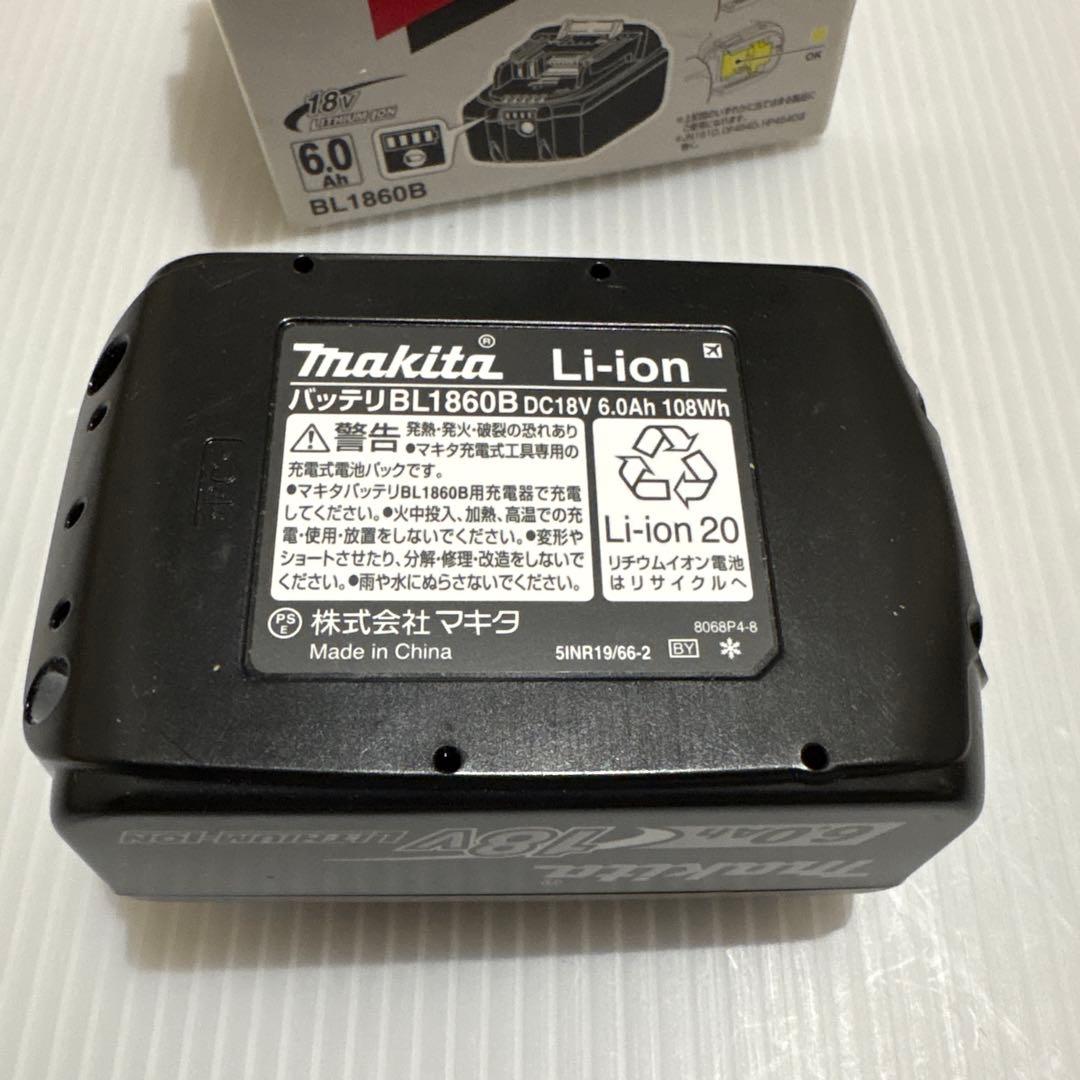 18V
LITHIUM-ION
6.0
Ah
BL1860B
OK
makita® Li-ion
バッテリBL1860B DC18V 6.0Ah 108Wh
警告 発熱・発火・破裂の恐れあり
●マキタ充電式工具専用の
充電式電池パックです。
●マキタバッテリBL1860B用充電器で充電
してください。●火中投入、加熱、高温での充
電・使用・放置をしないでください。●変形や
ショートさせたり、分解・修理・改造をしないで
ください。●雨や水にぬらさないでください。
Li-ion 20
リチウムイオン電池
はリサイクルへ
PS
E
株式会社 マキタ
8068P4-8
Made in China
5INR19/66-2 BY
makita®
6.0Ah 18V LITHIUM-ION